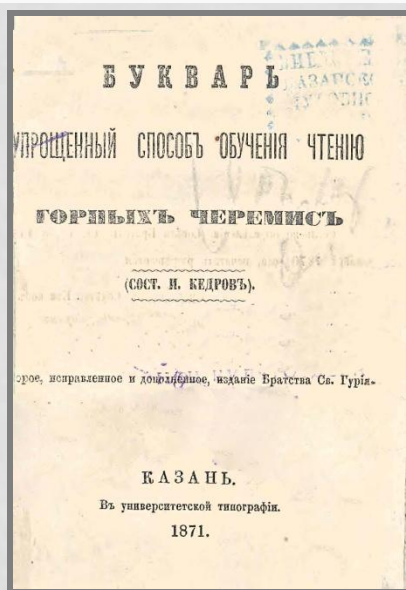 БУКВАРЬ
УПРОЩЕННЫЙ СПОСОБЪ ОБУЧЕНІЯ ЧТЕНІЮ
ГОРНЫХЪ ЧЕРЕМИСЪ
(СОСТ. И. КЕДРОВЪ).
орое, исправленное и дополненное, изданіе Братства Св. Гурія.
КАЗАНЬ.
Въ университетской типографіи.
1871.